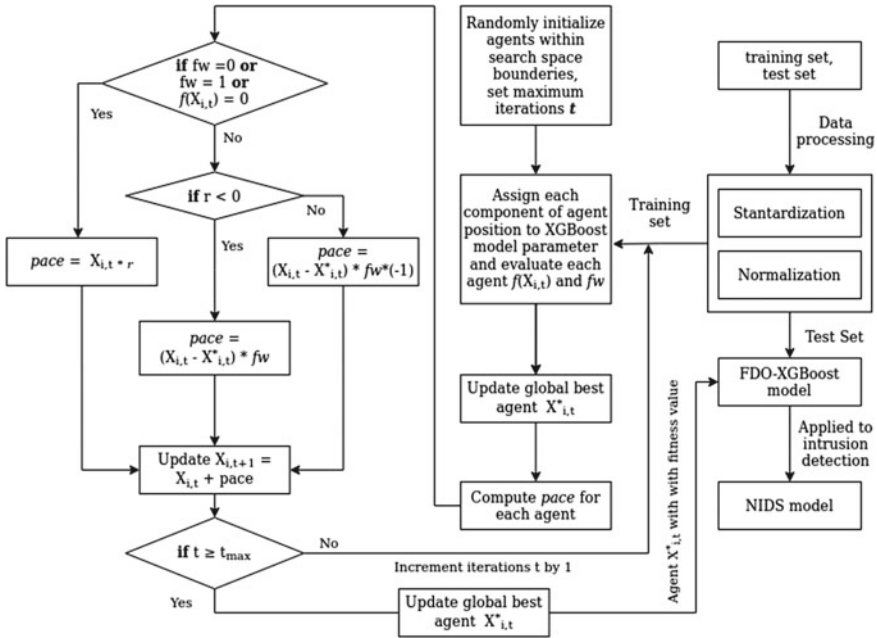 if fw =0 or
fw = 1 or
f(Xi,t) = 0
Yes
No
if r < 0
No
Yes
pace = Xi,t * r
pace =
(Xi,t - X*i,t) * fw*(-1)
pace =
(Xi,t - X*i,t) * fw
Update Xi,t+1 =
Xi,t + pace
if t ≥ tmax
No
Increment iterations t by 1
Yes
Update global best
agent X*i,t
Randomly initialize
agents within
search space
bounderies,
set maximum
iterations t
Assign each
component of agent
position to XGBoost
model parameter
and evaluate each
agent f(Xi,t) and fw
Update global best
agent X*i,t
Compute pace for
each agent
Training
set
Agent X*i,t with with fitness value
training set,
test set
Data
processing
Stantardization
Normalization
Test Set
FDO-XGBoost
model
Applied to
intrusion
detection
NIDS model